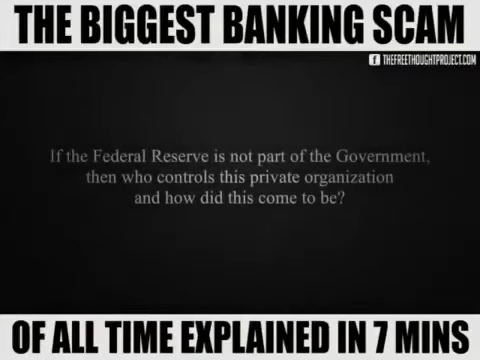 THE BIGGEST BANKING SCAM
f THEFREETHOUGHTPROJECT.COM
If the Federal Reserve is not part of the Government,
then who controls this private organization
and how did this come to be?
OF ALL TIME EXPLAINED IN 7 MINS